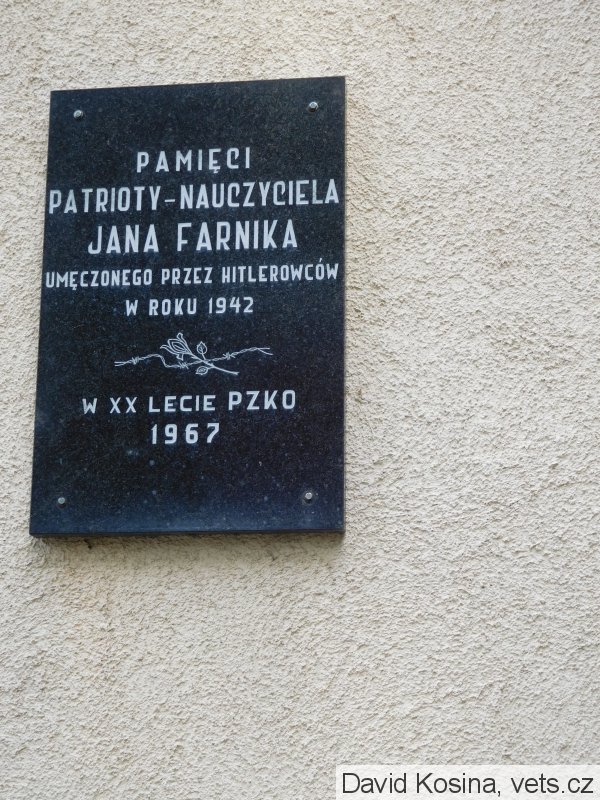 PAMIĘCI
PATRIOTY-NAUCZYCIELA
JANA FARNIKA
UMĘCZONEGO PRZEZ HITLEROWCÓW
W ROKU 1942
W XX LECIE PZKO
1967
David Kosina, vets.cz